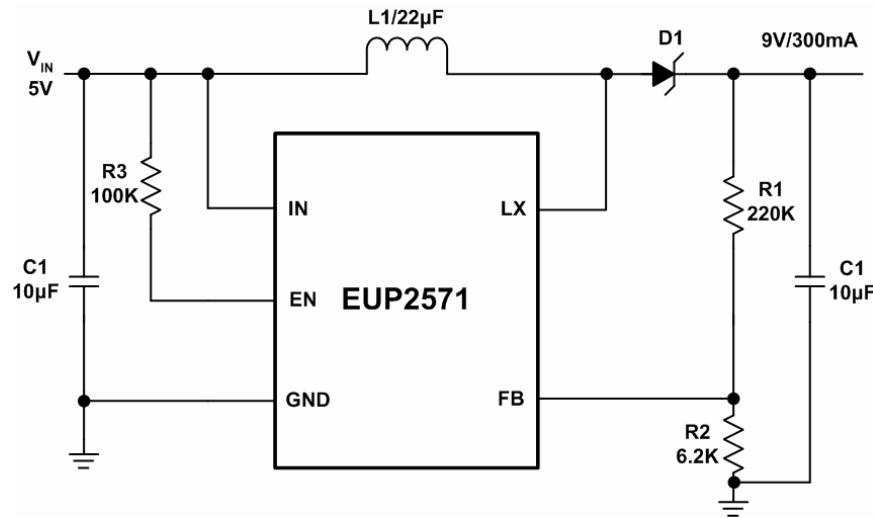 L1/22µF
D1
9V/300mA
V_IN
5V
R3
100K
IN
LX
R1
220K
C1
10µF
EN
EUP2571
C1
10µF
GND
FB
R2
6.2K